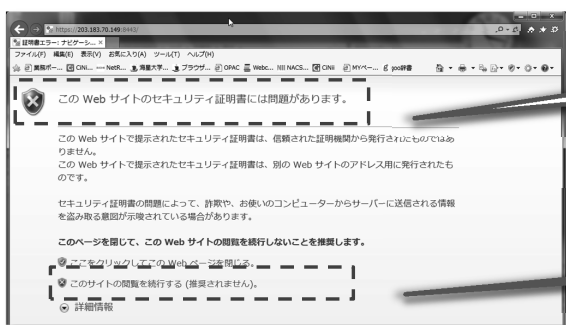 https://203.183.70.149:8443/
証明書エラー: ナビゲーシ... ×
ファイル(F) 編集(E) 表示(V) お気に入り(A) ツール(T) ヘルプ(H)
業務ポー... CiNi... NetR... 海星大学... ブラウザ... OPAC Webc... NACS... CiNii MYペー... goo辞書
この Web サイトのセキュリティ証明書には問題があります。
この Web サイトで提示されたセキュリティ証明書は、信頼された証明機関から発行されたものではあ
りません。
この Web サイトで提示されたセキュリティ証明書は、別の Web サイトのアドレス用に発行されたも
のです。
セキュリティ証明書の問題によって、詐欺や、お使いのコンピューターからサーバーに送信される情報
を盗み取る意図が示唆されている場合があります。
このページを閉じて、この Web サイトの閲覧を続行しないことを推奨します。
ここをクリックしてこの Web ページを閉じる。
このサイトの閲覧を続行する (推奨されません)。
詳細情報